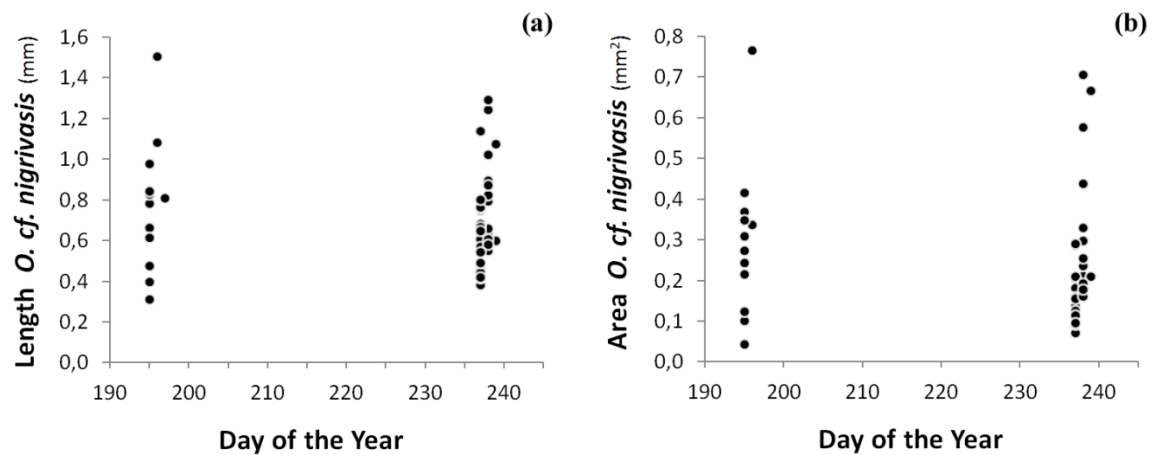 (a)
Length O. cf. nigrivasis (mm)
1,6
1,4
1,2
1,0
0,8
0,6
0,4
0,2
0,0
190 200 210 220 230 240
Day of the Year
(b)
Area O. cf. nigrivasis (mm²)
0,8
0,7
0,6
0,5
0,4
0,3
0,2
0,1
0,0
190 200 210 220 230 240
Day of the Year